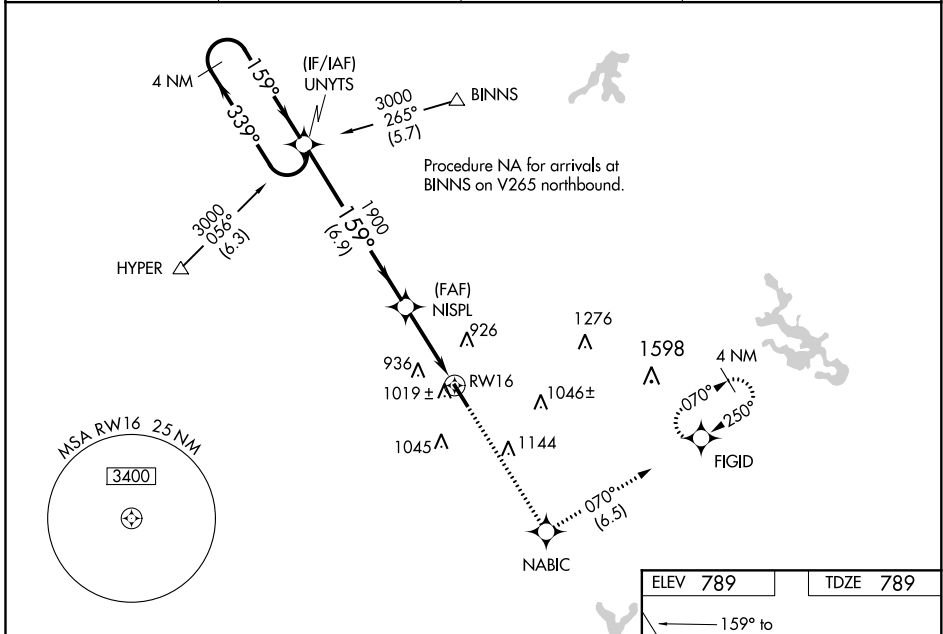 (IF/IAF)
UNYTS
4 NM
159°
339°
3000
265°
(5.7)
BINNS
Procedure NA for arrivals at
BINNS on V265 northbound.
3000
056°
(6.3)
HYPER
1900
159°
(6.9)
(FAF)
NISPL
926
1276
1598
936
RW16
1019 ±
1046±
4 NM
070°
250°
1045
1144
FIGID
MSA RW16 25 NM
3400
070°
(6.5)
NABIC
ELEV 789
TDZE 789
159° to